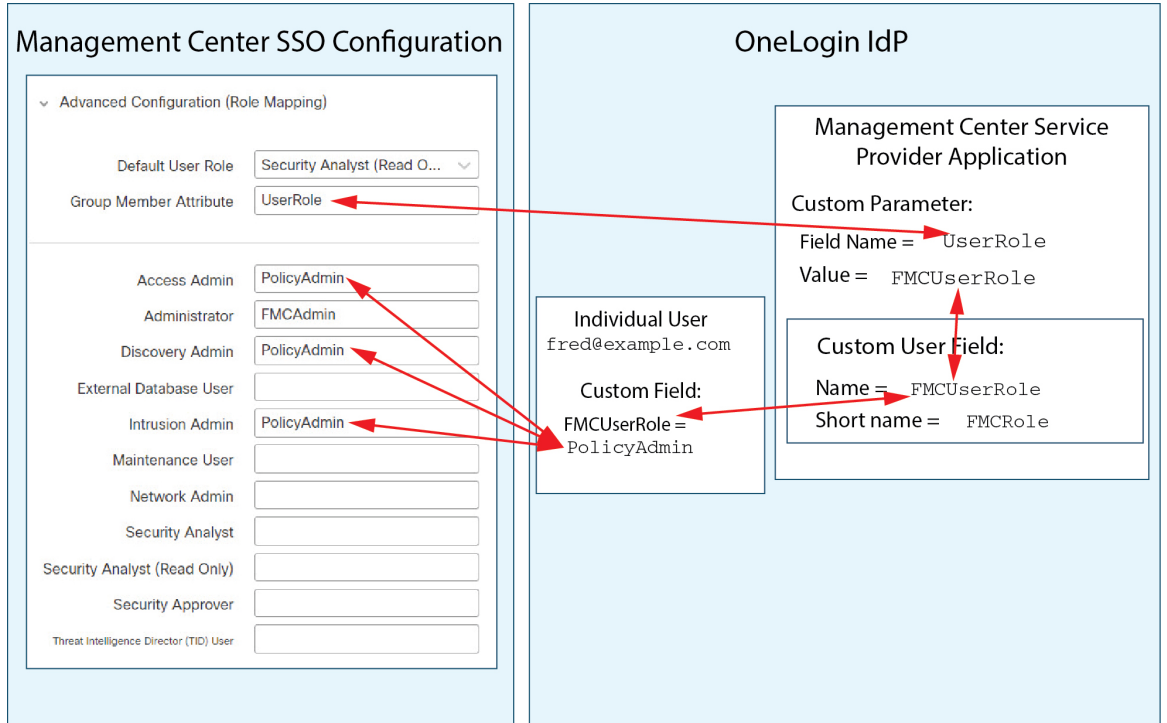 Management Center SSO Configuration
Advanced Configuration (Role Mapping)
Default User Role Security Analyst (Read O...
Group Member Attribute UserRole
Access Admin PolicyAdmin
Administrator FMCAdmin
Discovery Admin PolicyAdmin
External Database User
Intrusion Admin PolicyAdmin
Maintenance User
Network Admin
Security Analyst
Security Analyst (Read Only)
Security Approver
Threat Intelligence Director (TID) User
OneLogin IdP
Individual User
fred@example.com
Custom Field:
FMCUserRole =
PolicyAdmin
Management Center Service
Provider Application
Custom Parameter:
Field Name = UserRole
Value = FMCUserRole
Custom User Field:
Name = FMCUserRole
Short name = FMCRole